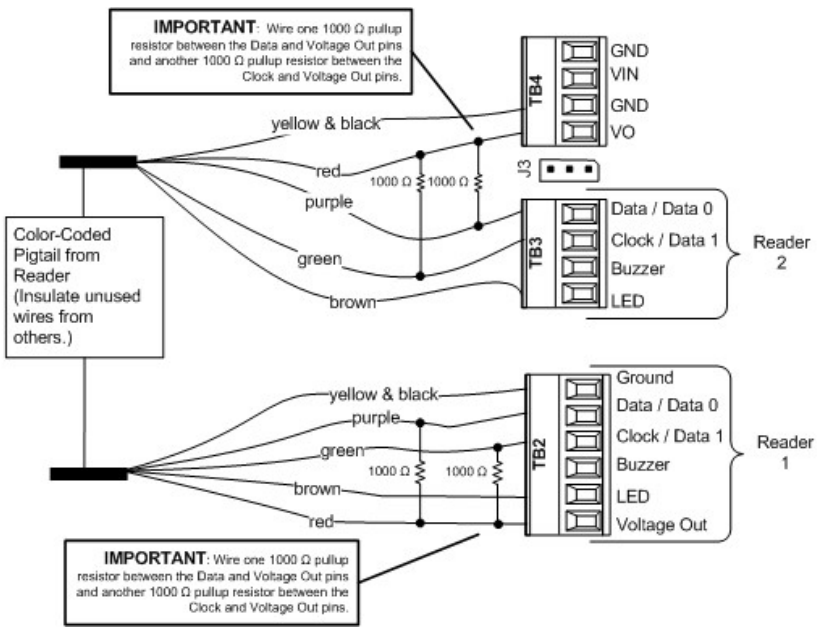 IMPORTANT: Wire one 1000 Ω pullup
resistor between the Data and Voltage Out pins
and another 1000 Ω pullup resistor between the
Clock and Voltage Out pins.
TB4
GND
VIN
GND
VO
yellow & black
red
purple
green
brown
1000 Ω
1000 Ω
J3
TB3
Data / Data 0
Clock / Data 1
Buzzer
LED
Reader
2
Color-Coded
Pigtail from
Reader
(Insulate unused
wires from
others.)
yellow & black
purple
green
brown
red
1000 Ω
1000 Ω
TB2
Ground
Data / Data 0
Clock / Data 1
Buzzer
LED
Voltage Out
Reader
1
IMPORTANT: Wire one 1000 Ω pullup
resistor between the Data and Voltage Out pins
and another 1000 Ω pullup resistor between the
Clock and Voltage Out pins.